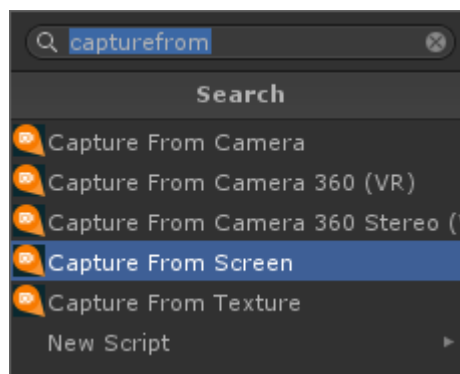 capturefrom
Search
Capture From Camera
Capture From Camera 360 (VR)
Capture From Camera 360 Stereo (
Capture From Screen
Capture From Texture
New Script